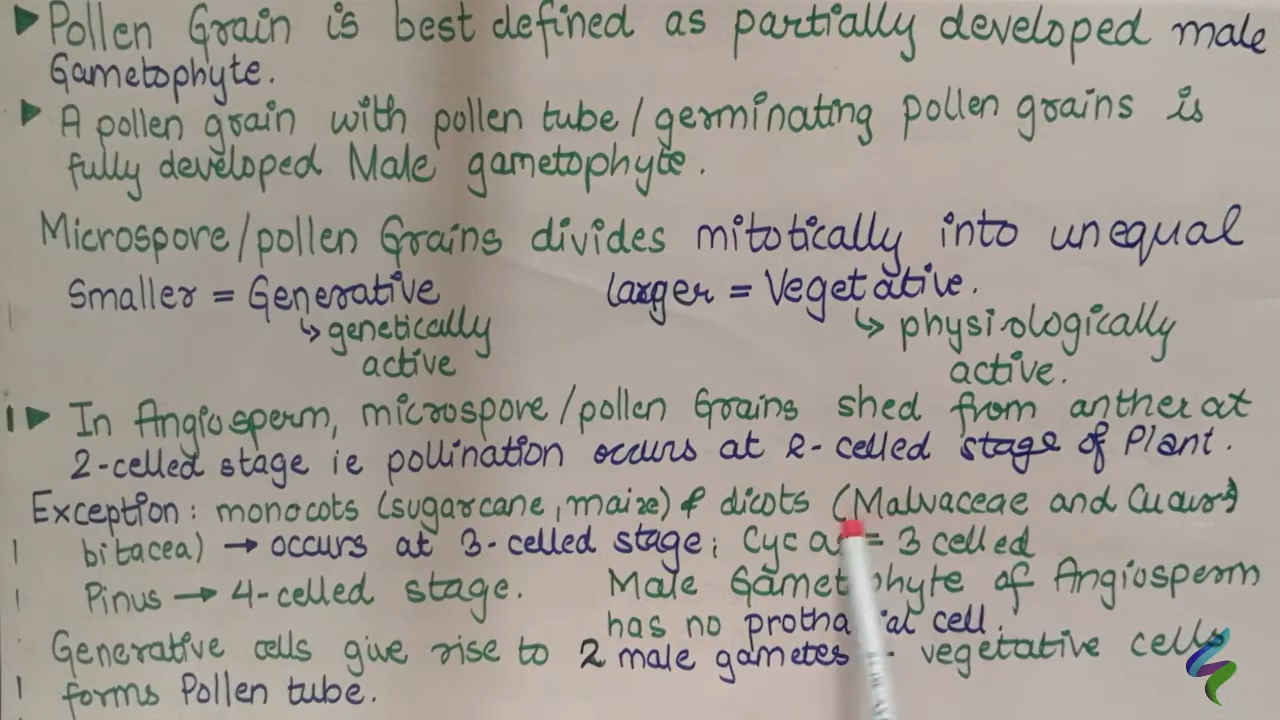 ▶ Pollen Grain is best defined as partially developed male
Gametophyte.
▶ A pollen grain with pollen tube / germinating pollen grains is
fully developed Male gametophyte.
Microspore/pollen Grains divides mitotically into unequal
Smaller = Generative larger = Vegetative.
↳ genetically ↳ physiologically
active active.
▶ In Angiosperm, microspore/pollen Grains shed from anther at
2-celled stage ie pollination occurs at 2-celled stage of Plant.
Exception: monocots (sugarcane, maize) & dicots (Malvaceae and
bitacea) → occurs at 3-celled stage; = 3 celled
Pinus → 4-celled stage. Male Gametophyte of Angiosperm
has no cell.
Generative cells give rise to 2 male gametes vegetative cells
forms Pollen tube.